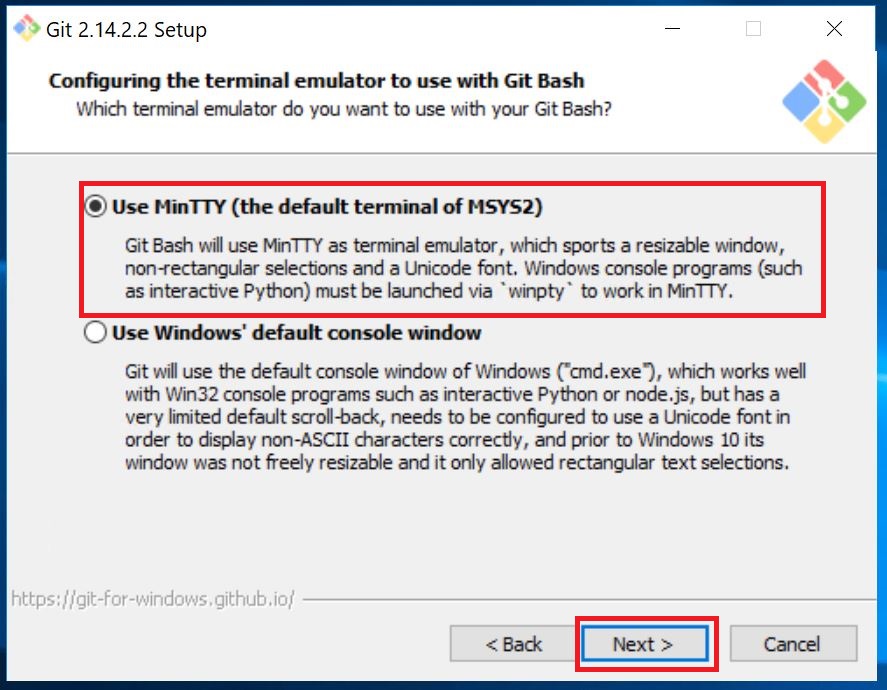 Git 2.14.2.2 Setup
Configuring the terminal emulator to use with Git Bash
Which terminal emulator do you want to use with your Git Bash?
Use MinTTY (the default terminal of MSYS2)
Git Bash will use MinTTY as terminal emulator, which sports a resizable window,
non-rectangular selections and a Unicode font. Windows console programs (such
as interactive Python) must be launched via `winpty` to work in MinTTY.
Use Windows' default console window
Git will use the default console window of Windows ("cmd.exe"), which works well
with Win32 console programs such as interactive Python or node.js, but has a
very limited default scroll-back, needs to be configured to use a Unicode font in
order to display non-ASCII characters correctly, and prior to Windows 10 its
window was not freely resizable and it only allowed rectangular text selections.
https://git-for-windows.github.io/
< Back Next > Cancel